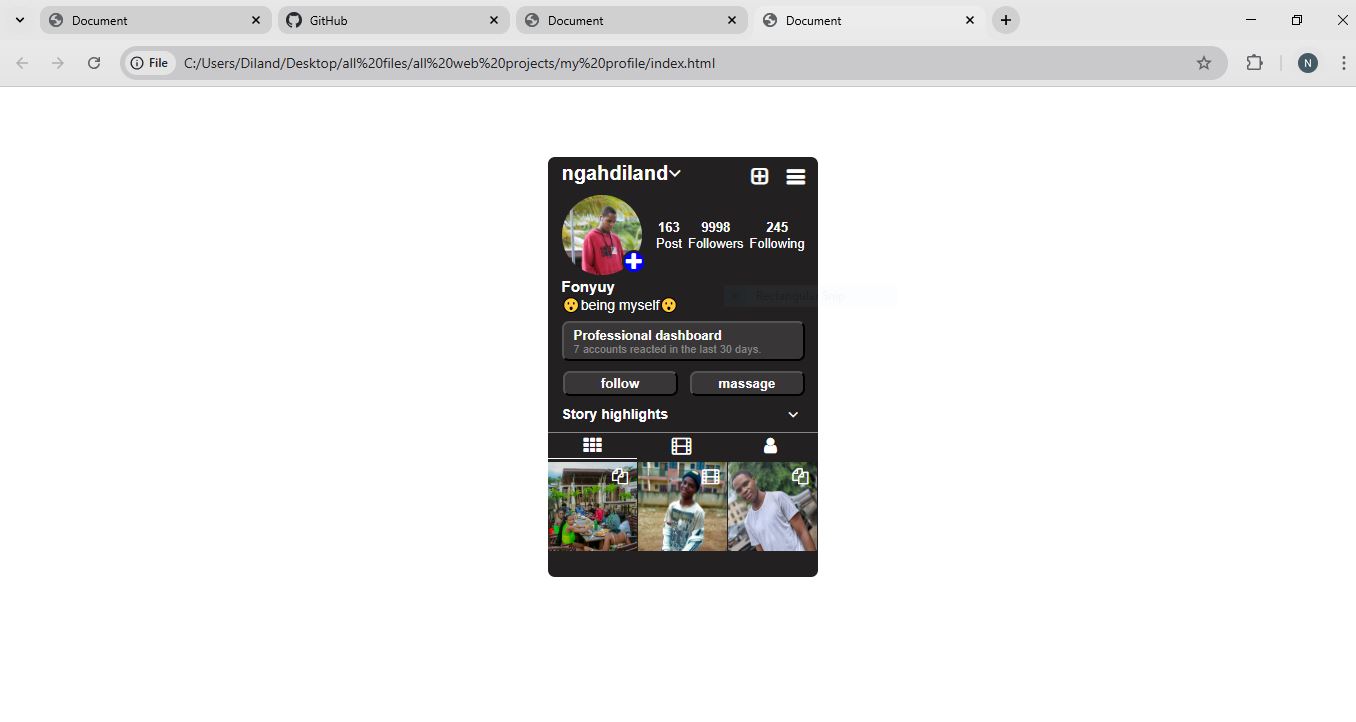 Document
GitHub
Document
Document
File
C:/Users/Diland/Desktop/all%20files/all%20web%20projects/my%20profile/index.html
N
ngahdiland
163 9998 245
Post Followers Following
Fonyuy
😮being myself😮
Rectangular Snip
Professional dashboard
7 accounts reacted in the last 30 days.
follow massage
Story highlights